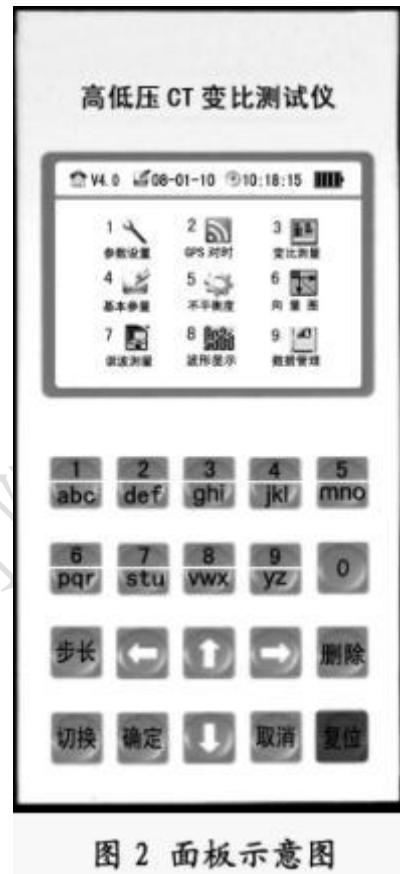 高低压 CT 变比测试仪
V4.0 08-01-10 10:18:15
1 2 3
参数设置 GPS 对时 变比测量
4 5 6
基本参量 不平衡度 向量图
7 8 9
谐波测量 波形显示 数据管理
1 2 3 4 5
abc def ghi jkl mno
6 7 8 9 0
pqr stu vwx yz
步长 删除
切换 确定 取消 复位
图 2 面板示意图